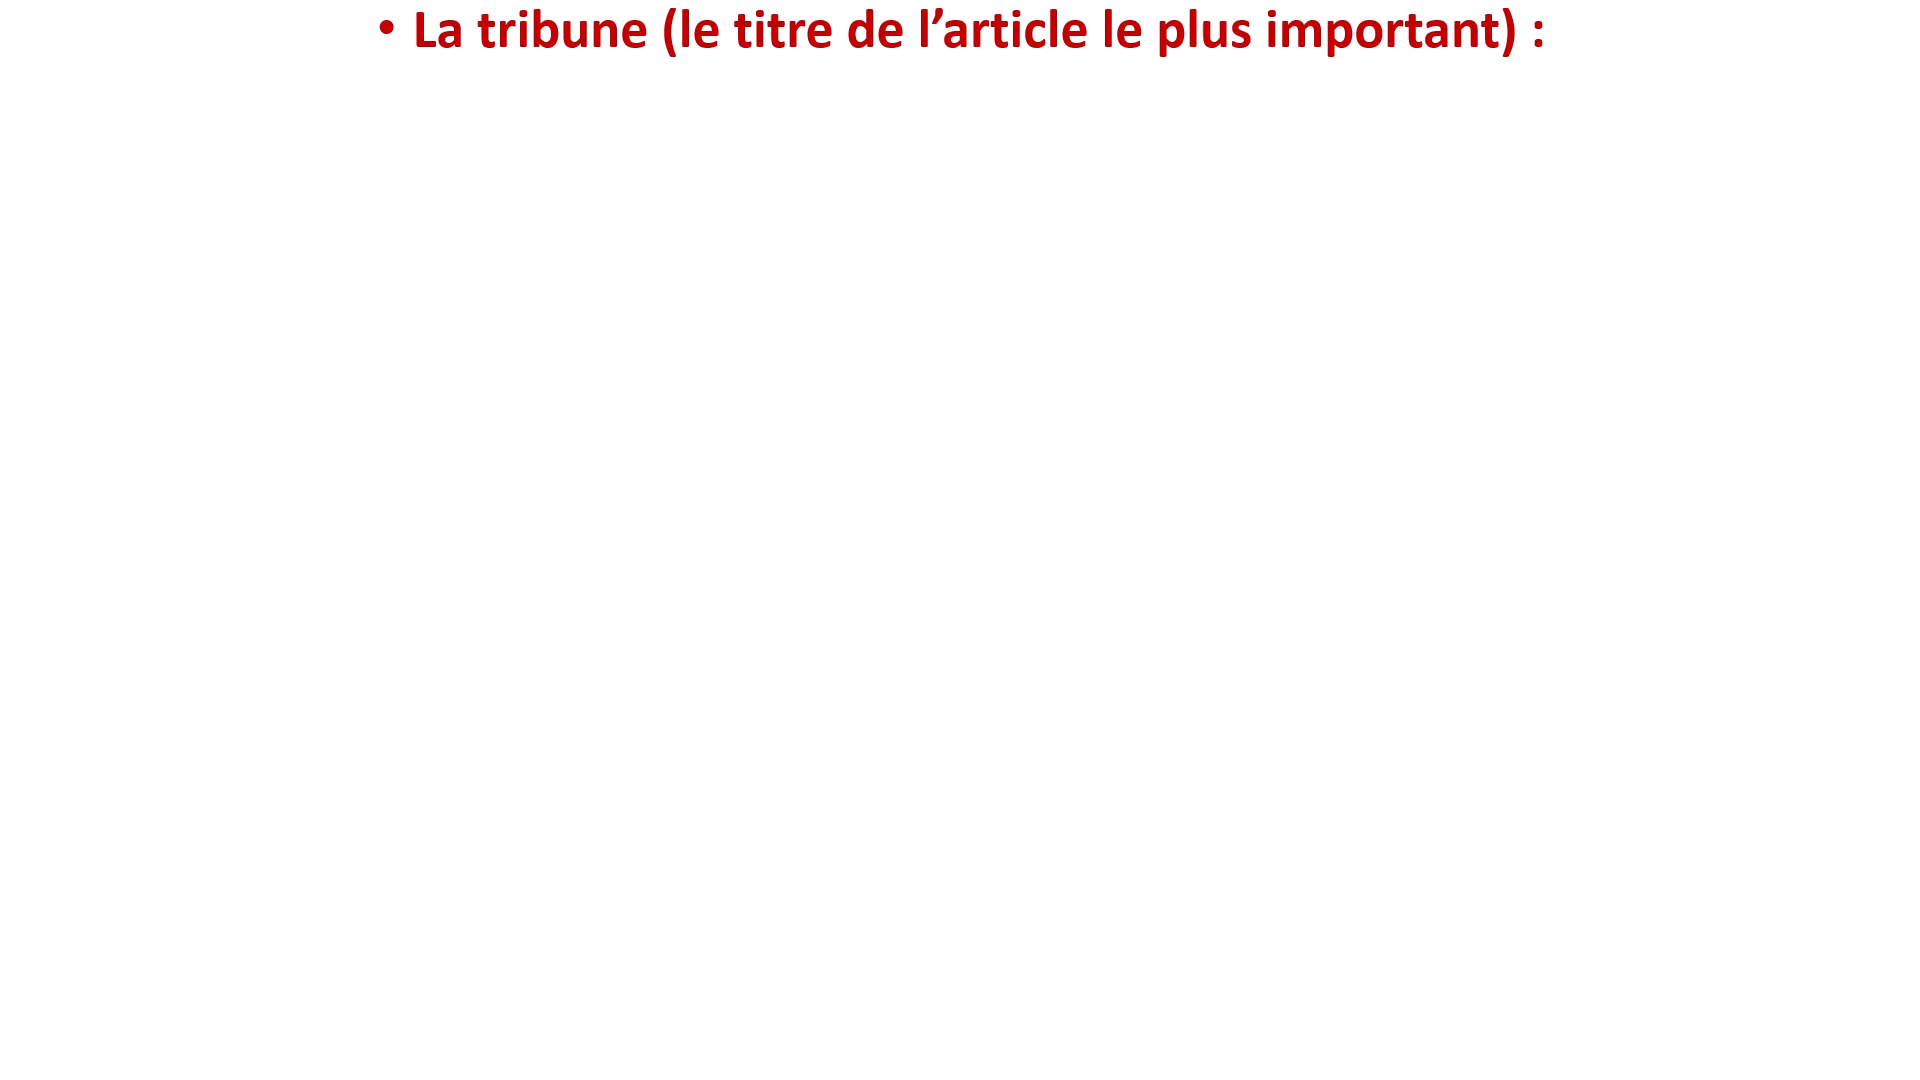 • La tribune (le titre de l’article le plus important) :